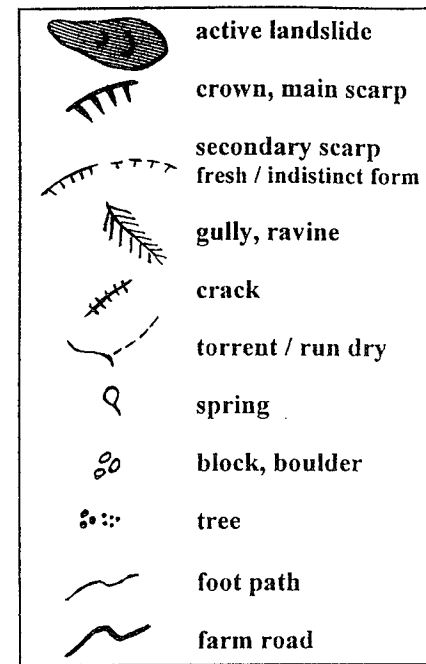 active landslide
crown, main scarp
secondary scarp
fresh / indistinct form
gully, ravine
crack
torrent / run dry
spring
block, boulder
tree
foot path
farm road